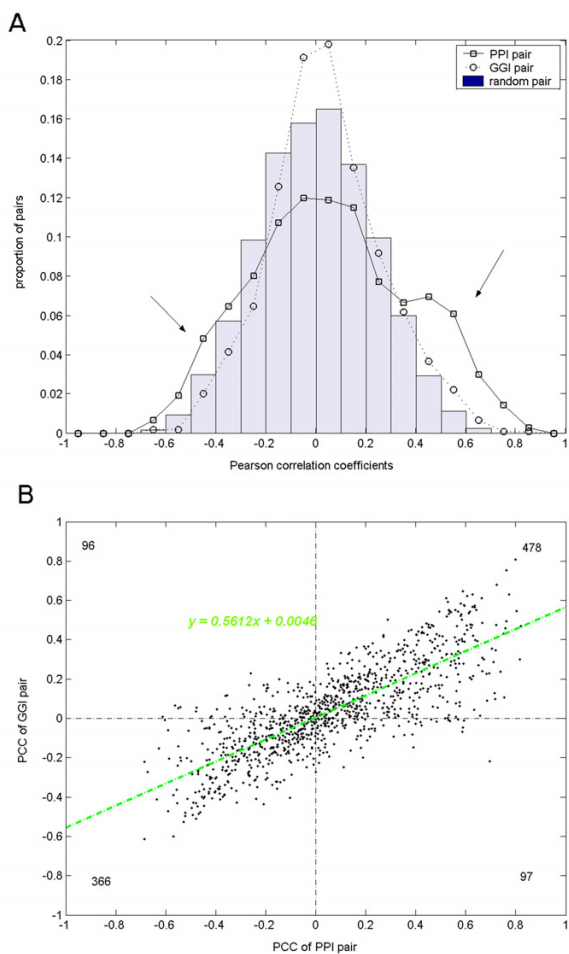 A
0.2
0.18
0.16
0.14
0.12
0.1
0.08
0.06
0.04
0.02
0
proportion of pairs
PPI pair
GGI pair
random pair
-1 -0.8 -0.6 -0.4 -0.2 0 0.2 0.4 0.6 0.8 1
Pearson correlation coefficients
B
1
0.8
0.6
0.4
0.2
0
-0.2
-0.4
-0.6
-0.8
-1
PCC of GGI pair
96
478
y = 0.5612x + 0.0046
366
97
-1 -0.8 -0.6 -0.4 -0.2 0 0.2 0.4 0.6 0.8 1
PCC of PPI pair